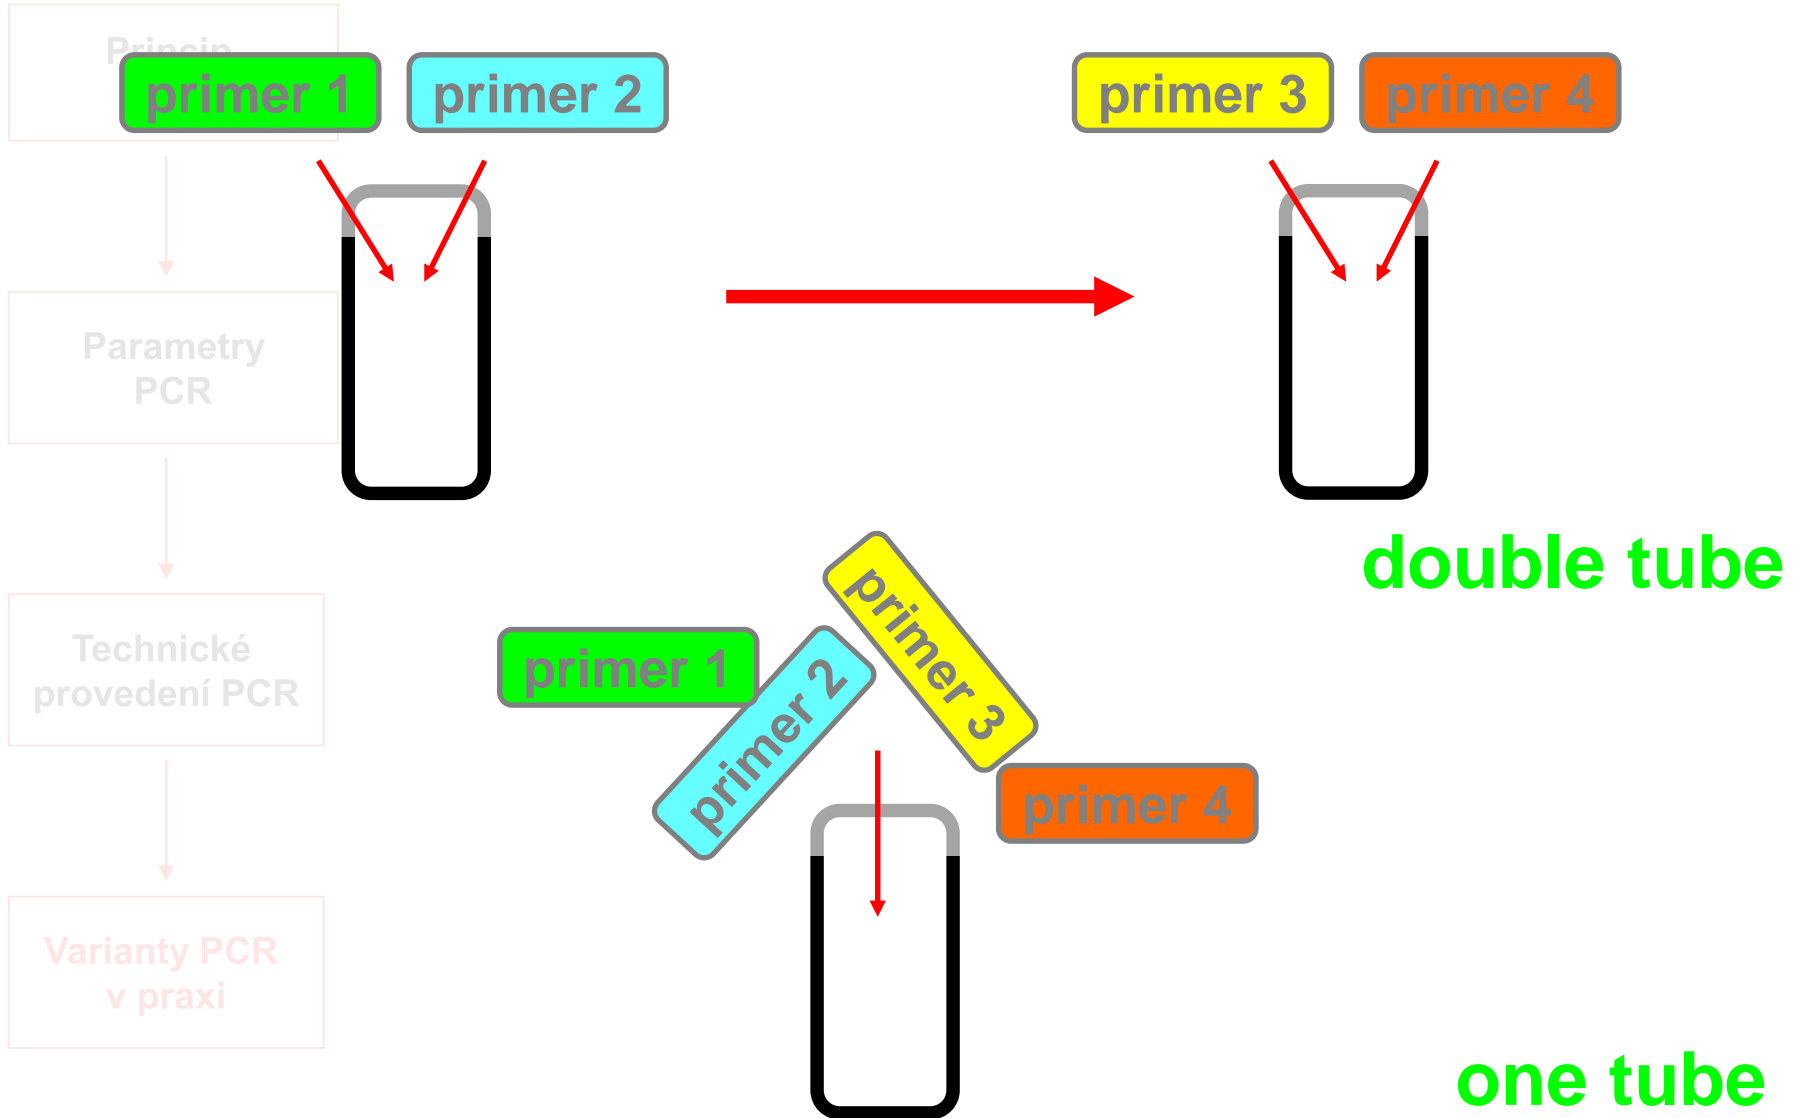 Princip
primer 1
primer 2
primer 3
primer 4
Parametry
PCR
double tube
Technické
provedení PCR
primer 1
primer 2
primer 3
primer 4
Varianty PCR
v praxi
one tube